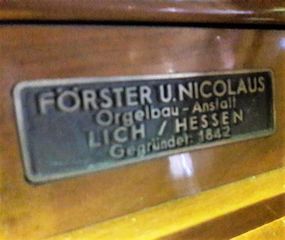 FÖRSTER U. NICOLAUS
Orgelbau - Anstalt
LICH / HESSEN
Gegründet: 1842